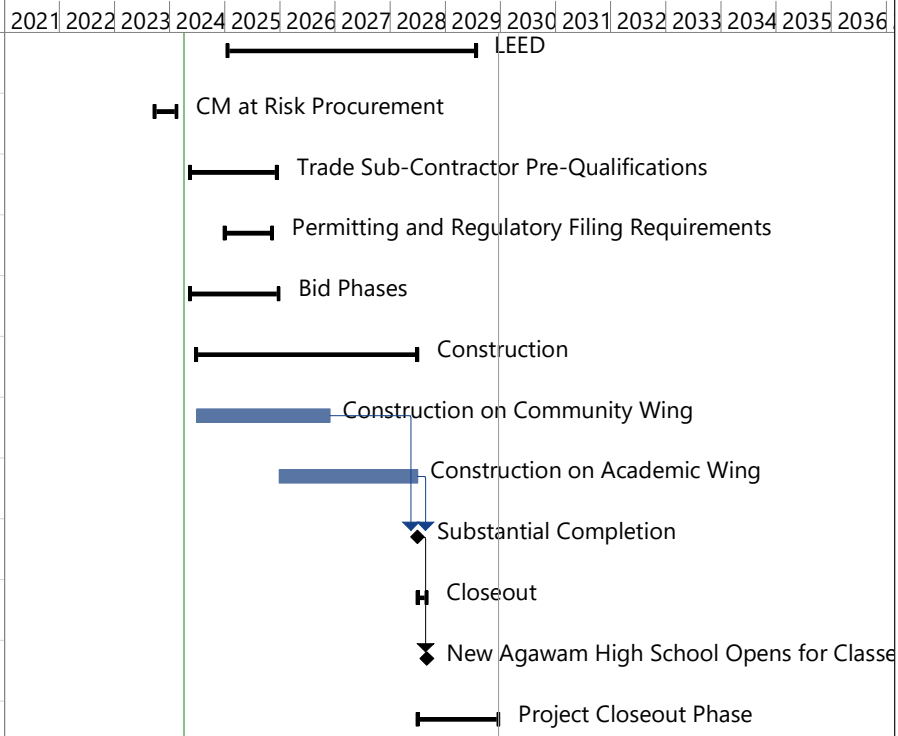 2021 2022 2023 2024 2025 2026 2027 2028 2029 2030 2031 2032 2033 2034 2035 2036
LEED
CM at Risk Procurement
Trade Sub-Contractor Pre-Qualifications
Permitting and Regulatory Filing Requirements
Bid Phases
Construction
Construction on Community Wing
Construction on Academic Wing
Substantial Completion
Closeout
New Agawam High School Opens for Classe
Project Closeout Phase